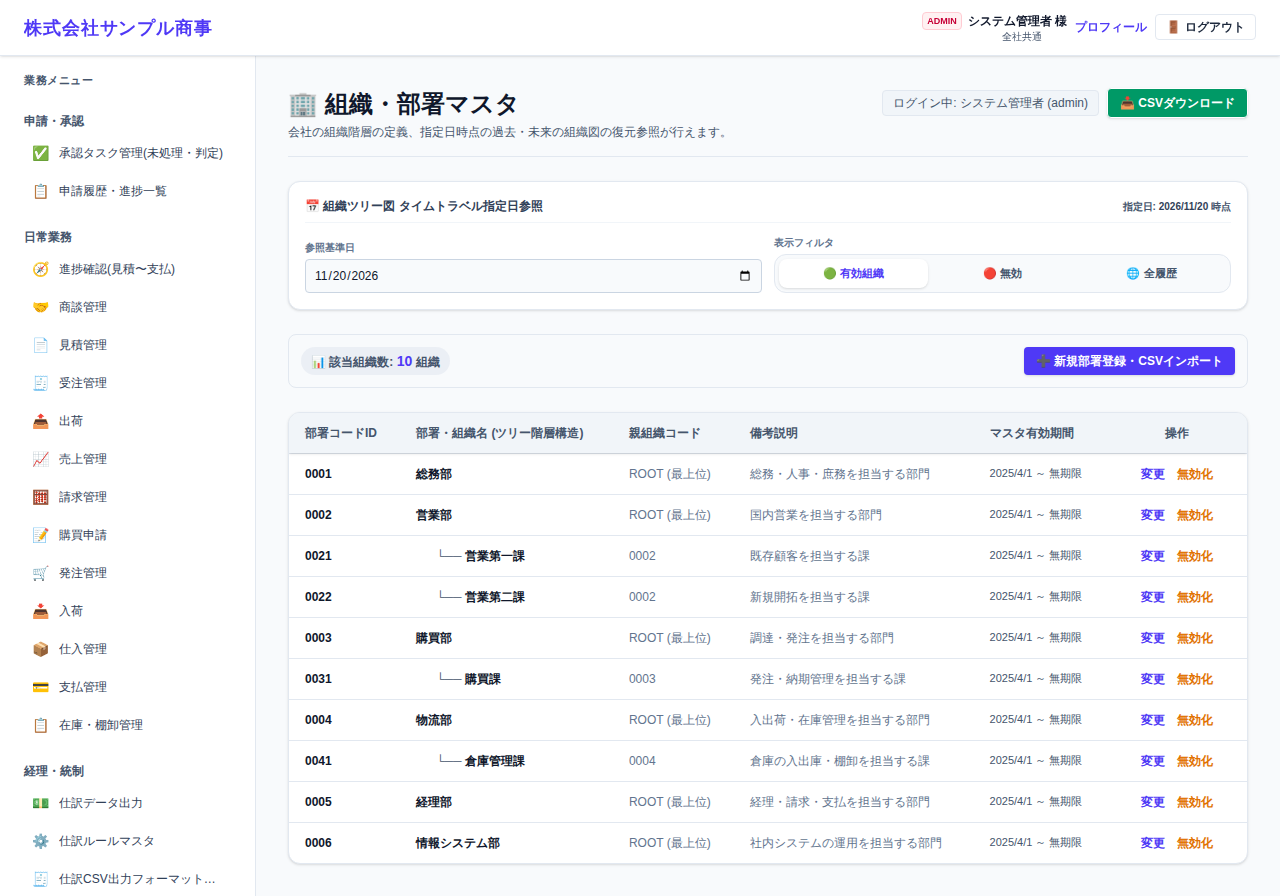 株式会社サンプル商事
ADMIN システム管理者 様
全社共通
プロフィール
🚪 ログアウト
業務メニュー
申請・承認
✅ 承認タスク管理(未処理・判定)
📋 申請履歴・進捗一覧
日常業務
🧭 進捗確認(見積〜支払)
🤝 商談管理
📄 見積管理
🧾 受注管理
📤 出荷
📈 売上管理
🧮 請求管理
📝 購買申請
🛒 発注管理
📥 入荷
📦 仕入管理
💳 支払管理
📋 在庫・棚卸管理
経理・統制
💵 仕訳データ出力
⚙️ 仕訳ルールマスタ
🧾 仕訳CSV出力フォーマット…
🏢 組織・部署マスタ
会社の組織階層の定義、指定日時点の過去・未来の組織図の復元参照が行えます。
ログイン中: システム管理者 (admin)
📥 CSVダウンロード
📅 組織ツリー図 タイムトラベル指定日参照
指定日: 2026/11/20 時点
参照基準日
11/20/2026
表示フィルタ
🟢 有効組織
🔴 無効
🌐 全履歴
📊 該当組織数: 10 組織
➕ 新規部署登録・CSVインポート
部署コードID 部署・組織名 (ツリー階層構造) 親組織コード 備考説明 マスタ有効期間 操作
0001 総務部 ROOT (最上位) 総務・人事・庶務を担当する部門 2025/4/1 ～ 無期限 変更 無効化
0002 営業部 ROOT (最上位) 国内営業を担当する部門 2025/4/1 ～ 無期限 変更 無効化
0021 └── 営業第一課 0002 既存顧客を担当する課 2025/4/1 ～ 無期限 変更 無効化
0022 └── 営業第二課 0002 新規開拓を担当する課 2025/4/1 ～ 無期限 変更 無効化
0003 購買部 ROOT (最上位) 調達・発注を担当する部門 2025/4/1 ～ 無期限 変更 無効化
0031 └── 購買課 0003 発注・納期管理を担当する課 2025/4/1 ～ 無期限 変更 無効化
0004 物流部 ROOT (最上位) 入出荷・在庫管理を担当する部門 2025/4/1 ～ 無期限 変更 無効化
0041 └── 倉庫管理課 0004 倉庫の入出庫・棚卸を担当する課 2025/4/1 ～ 無期限 変更 無効化
0005 経理部 ROOT (最上位) 経理・請求・支払を担当する部門 2025/4/1 ～ 無期限 変更 無効化
0006 情報システム部 ROOT (最上位) 社内システムの運用を担当する部門 2025/4/1 ～ 無期限 変更 無効化